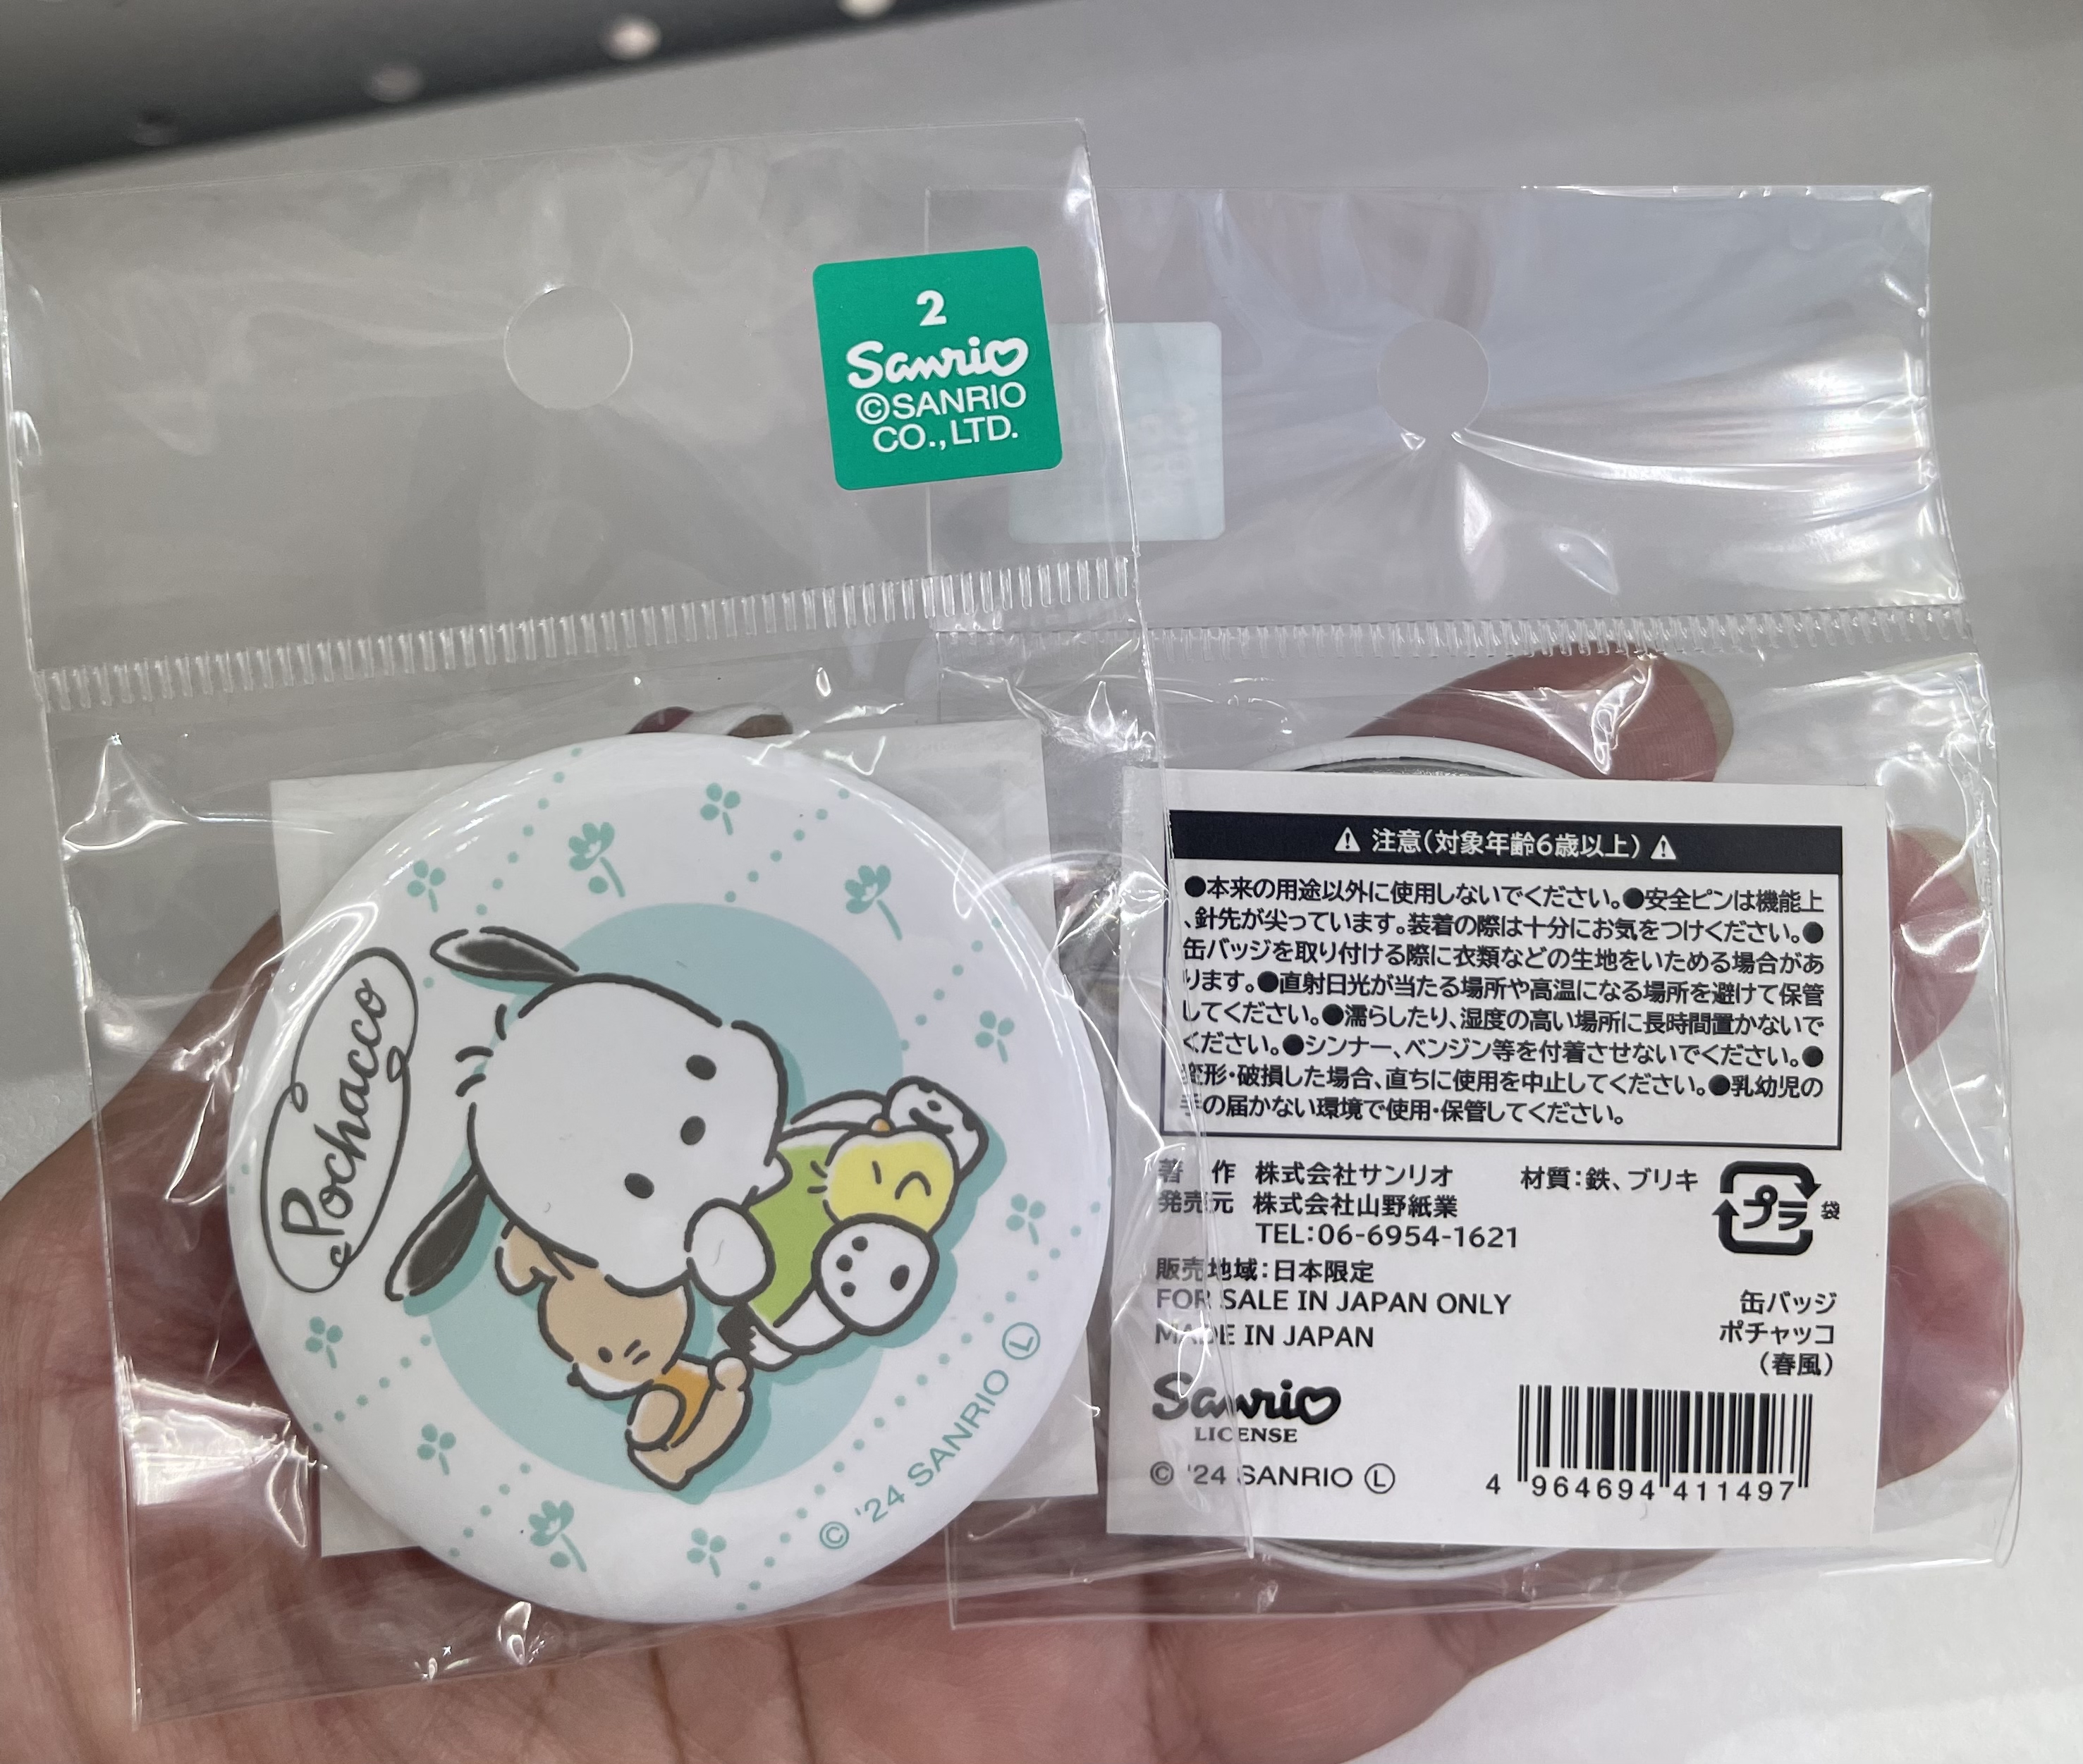 2
Sanrio
©SANRIO
CO.,LTD.
Pochacco
© '24 SANRIO Ⓛ
⚠ 注意(対象年齢6歳以上) ⚠
●本来の用途以外に使用しないでください。●安全ピンは機能上
、針先が尖っています。装着の際は十分にお気をつけください。●
缶バッジを取り付ける際に衣類などの生地をいためる場合があ
ります。●直射日光が当たる場所や高温になる場所を避けて保管
してください。●濡らしたり、湿度の高い場所に長時間置かないで
ください。●シンナー、ベンジン等を付着させないでください。●
変形・破損した場合、直ちに使用を中止してください。●乳幼児の
手の届かない環境で使用・保管してください。
著 作 株式会社サンリオ 材質:鉄、ブリキ
発売元 株式会社山野紙業
TEL:06-6954-1621
プラ 袋
販売地域:日本限定
FOR SALE IN JAPAN ONLY
MADE IN JAPAN
缶バッジ
ポチャッコ
(春風)
Sanrio
LICENSE
© '24 SANRIO Ⓛ
4 964694 411497